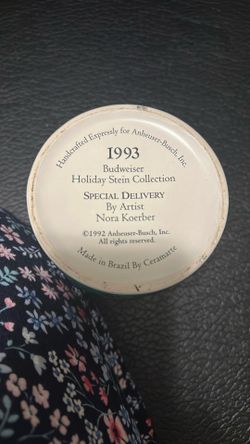 Handcrafted Expressly for Anheuser-Busch, Inc.
1993
Budweiser
Holiday Stein Collection
SPECIAL DELIVERY
By Artist
Nora Koerber
©1992 Anheuser-Busch, Inc.
All rights reserved.
Made in Brazil By Ceramarte